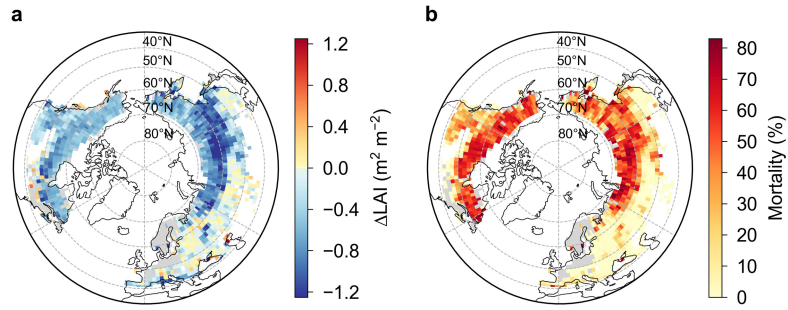 a
40°N
50°N
60°N
70°N
80°N
1.2
0.8
0.4
0.0
−0.4
−0.8
−1.2
ΔLAI (m² m⁻²)
b
40°N
50°N
60°N
70°N
80°N
80
70
60
50
40
30
20
10
0
Mortality (%)